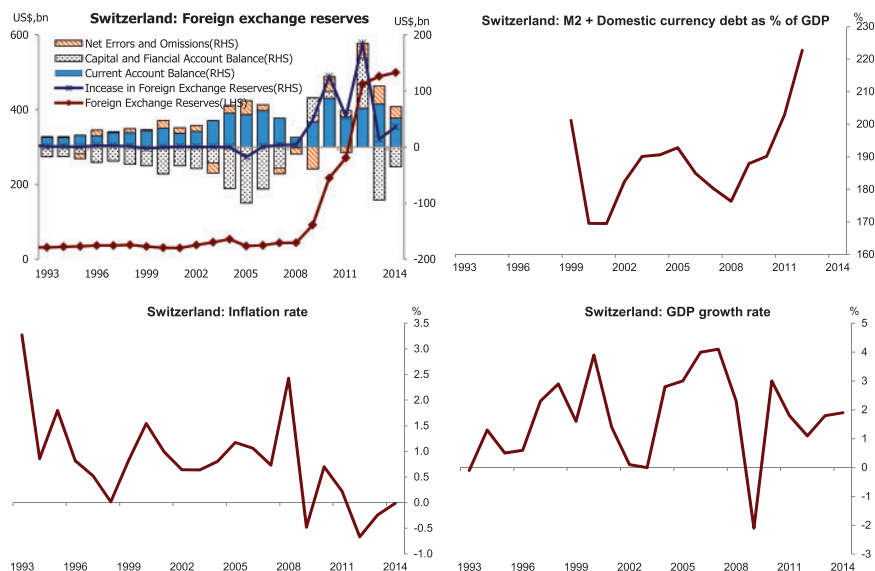 Switzerland: Foreign exchange reserves
US$,bn
US$,bn
600
400
200
0
200
100
0
-100
-200
Net Errors and Omissions(RHS)
Capital and Fiancial Account Balance(RHS)
Current Account Balance(RHS)
Incease in Foreign Exchange Reserves(RHS)
Foreign Exchange Reserves(LHS)
1993 1996 1999 2002 2005 2008 2011 2014
Switzerland: M2 + Domestic currency debt as % of GDP
%
230
220
210
200
190
180
170
160
1993 1996 1999 2002 2005 2008 2011 2014
Switzerland: Inflation rate
%
3.5
3.0
2.5
2.0
1.5
1.0
0.5
0.0
-0.5
-1.0
1993 1996 1999 2002 2005 2008 2011 2014
Switzerland: GDP growth rate
%
5
4
3
2
1
0
-1
-2
-3
1993 1996 1999 2002 2005 2008 2011 2014